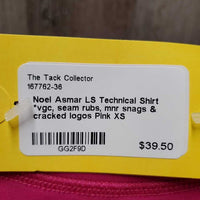 The Tack Collector
167762-36
Noel Asmar LS Technical Shirt
*vgc, seam rubs, mnr snags &
cracked logos Pink XS
$39.50
GG2F9D